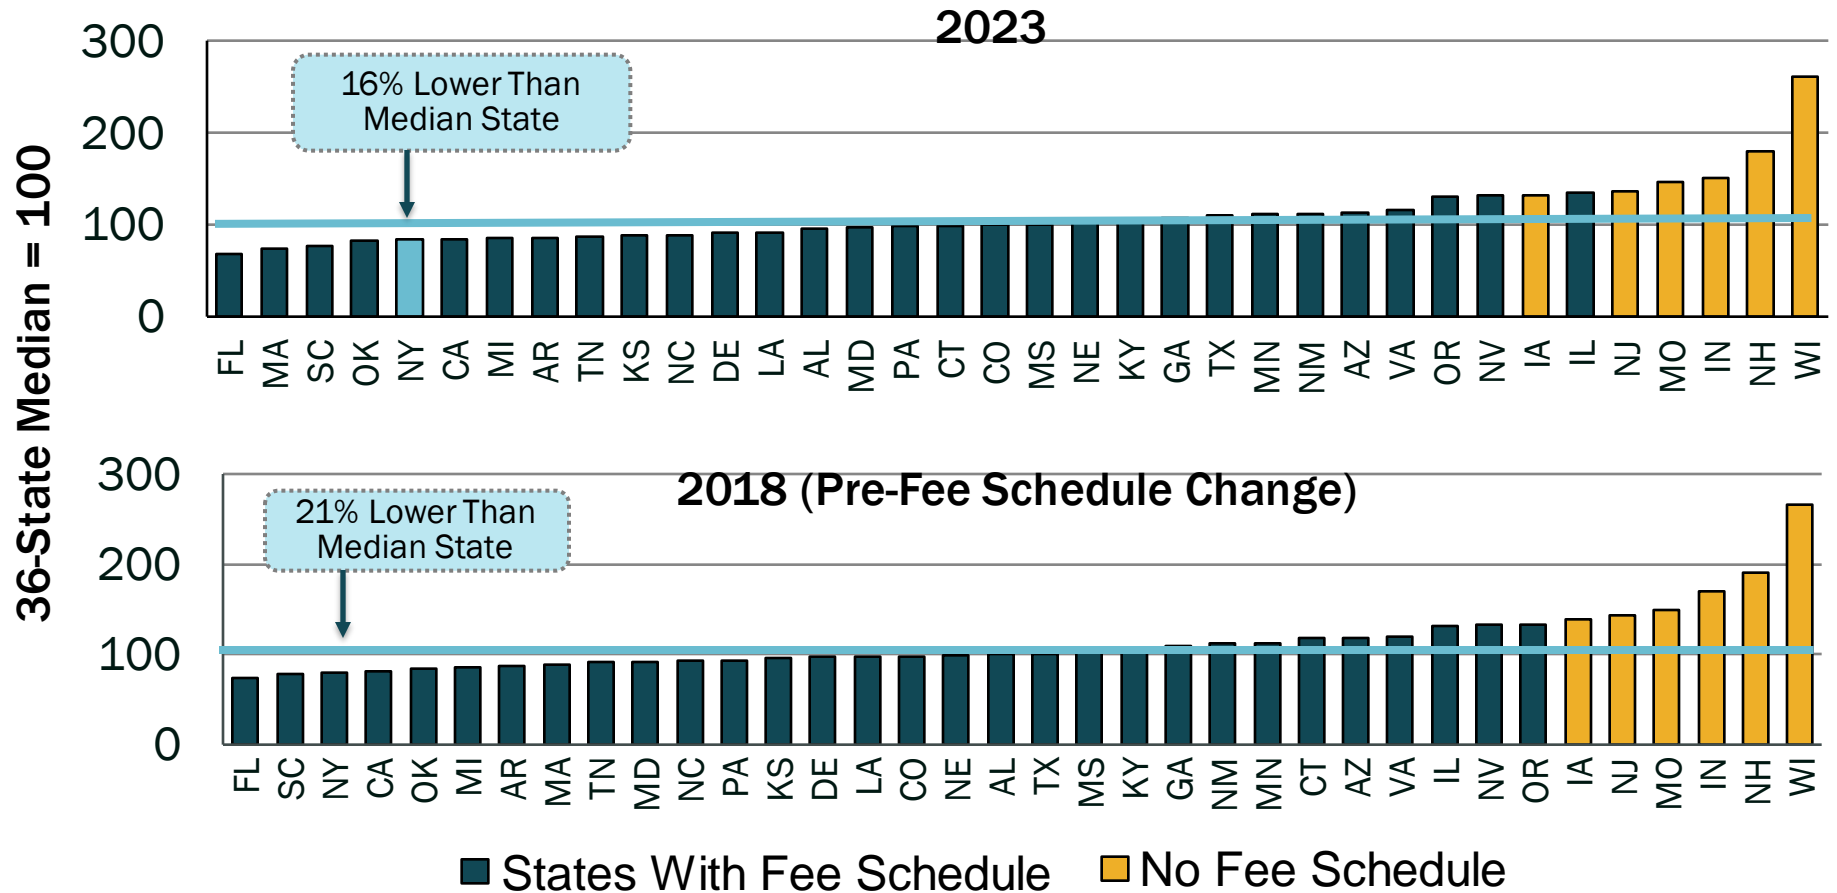 36-State Median = 100
2023
300
200
100
0
16% Lower Than
Median State
FL MA SC OK NY CA MI AR TN KS NC DE LA AL MD PA CT CO MS NE KY GA TX MN NM AZ VA OR NV IA IL NJ MO IN NH WI
2018 (Pre-Fee Schedule Change)
300
200
100
0
21% Lower Than
Median State
FL SC NY CA OK MI AR MA TN MD NC PA KS DE LA CO NE AL TX MS KY GA NM MN CT AZ VA IL NV OR IA NJ MO IN NH WI
States With Fee Schedule No Fee Schedule